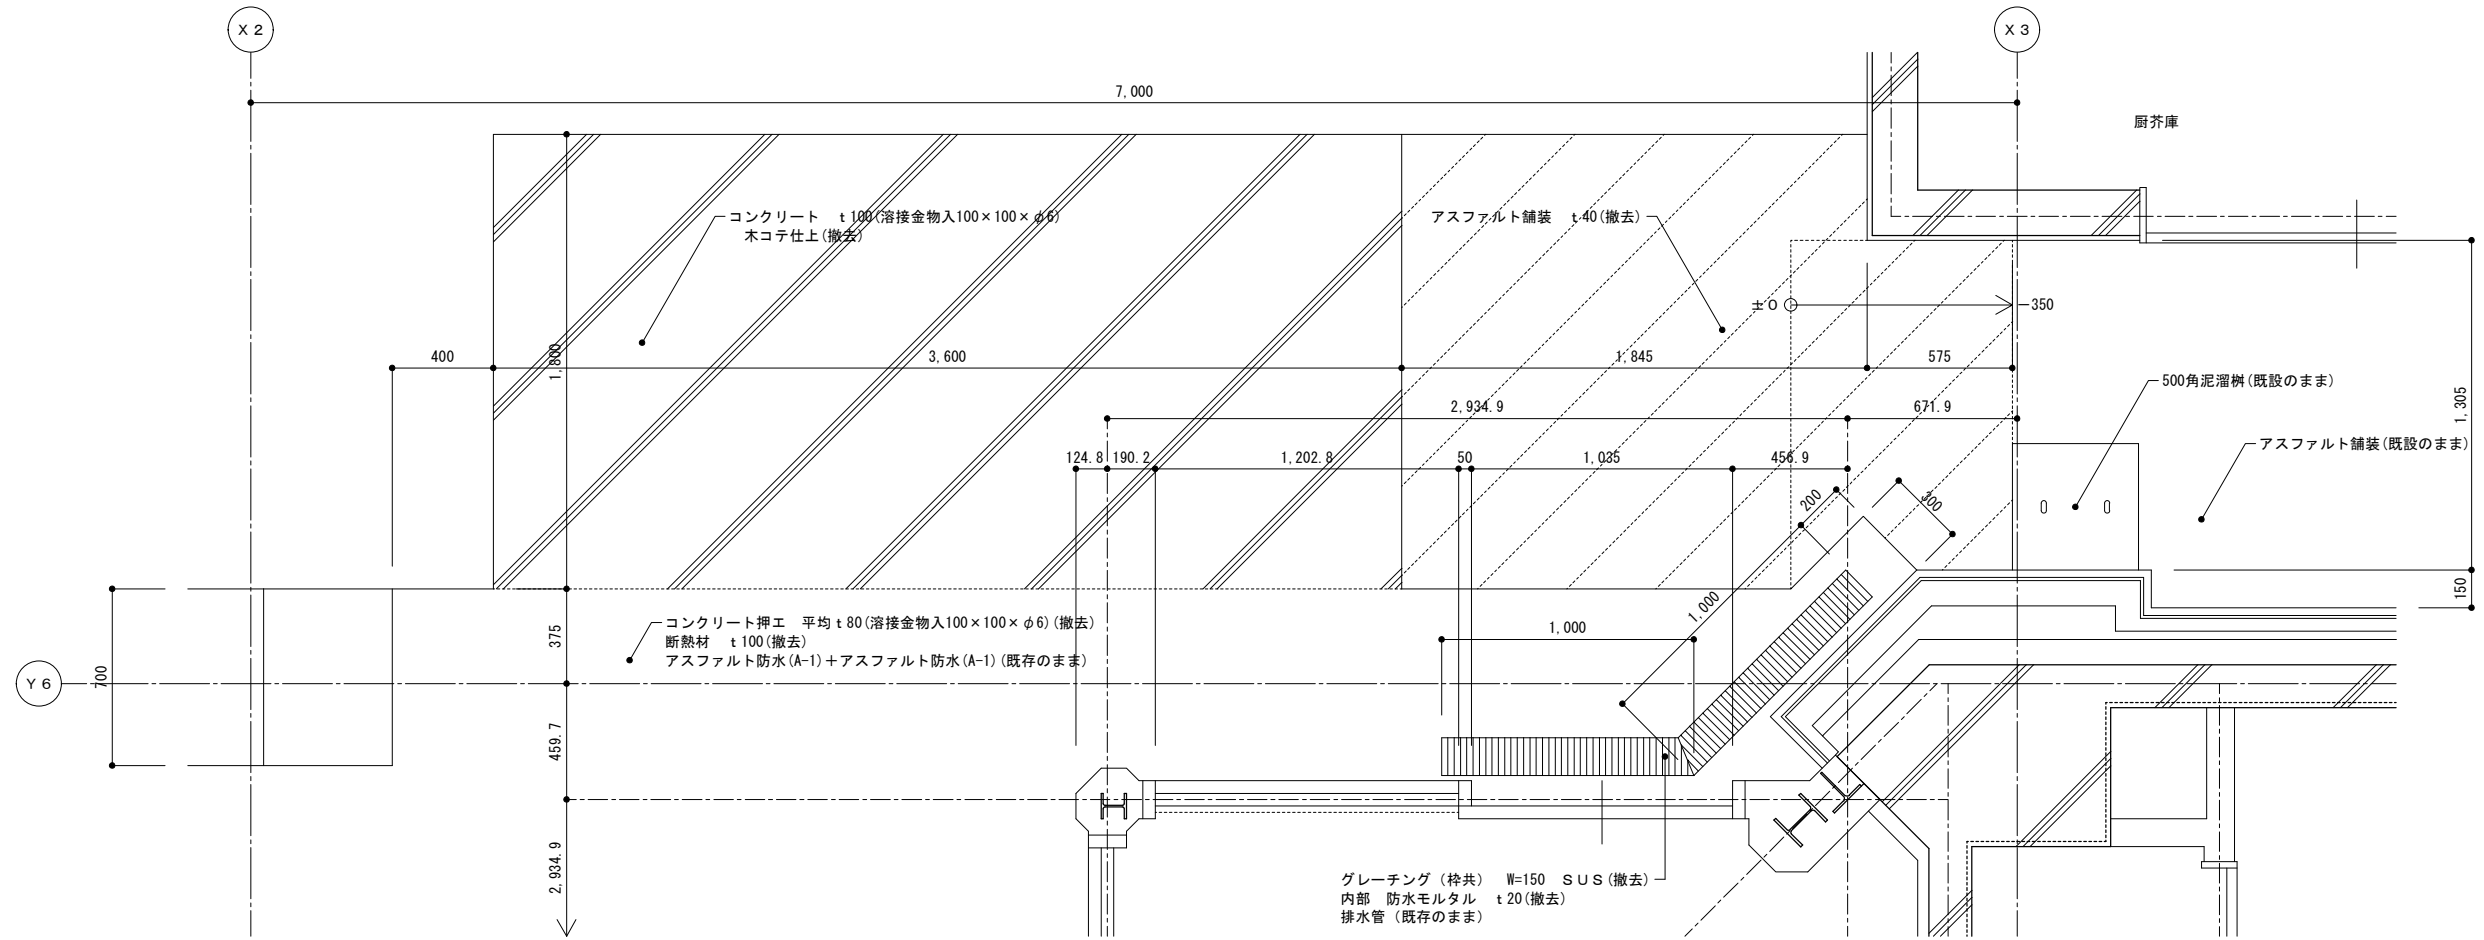 X2
X3
7,000
厨芥庫
コンクリート t100(溶接金物入100×100×φ6)
木コテ仕上(撤去)
アスファルト舗装 t40(撤去)
±0
-350
400
1,800
3,600
1,845
575
500角泥溜桝(既設のまま)
1,305
2,934.9
671.9
アスファルト舗装(既設のまま)
124.8
190.2
1,202.8
50
1,035
456.9
200
300
150
1,000
1,000
コンクリート押エ 平均t80(溶接金物入100×100×φ6)(撤去)
断熱材 t100(撤去)
アスファルト防水(A-1)+アスファルト防水(A-1)(既存のまま)
375
700
Y6
459.7
2,934.9
グレーチング(枠共) W=150 SUS(撤去)
内部 防水モルタル t20(撤去)
排水管(既存のまま)